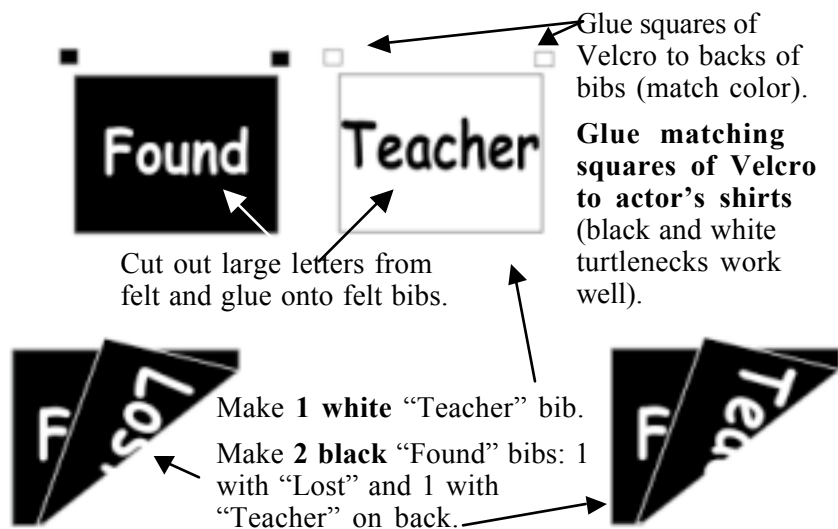 Glue squares of
Velcro to backs of
bibs (match color).
Glue matching
squares of Velcro
to actor’s shirts
(black and white
turtlenecks work
well).
Found
Teacher
Cut out large letters from
felt and glue onto felt bibs.
F
Los
Make 1 white “Teacher” bib.
Make 2 black “Found” bibs: 1
with “Lost” and 1 with
“Teacher” on back.
F
Tea